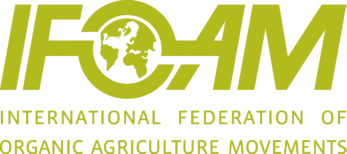 IFOAM
INTERNATIONAL FEDERATION OF
ORGANIC AGRICULTURE MOVEMENTS